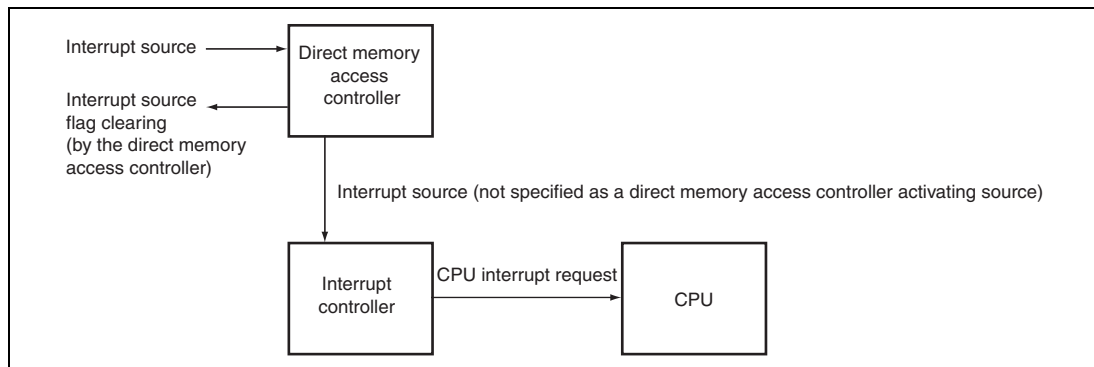 Interrupt source
Direct memory
access
controller
Interrupt source
flag clearing
(by the direct memory
access controller)
Interrupt source (not specified as a direct memory access controller activating source)
Interrupt
controller
CPU interrupt request
CPU